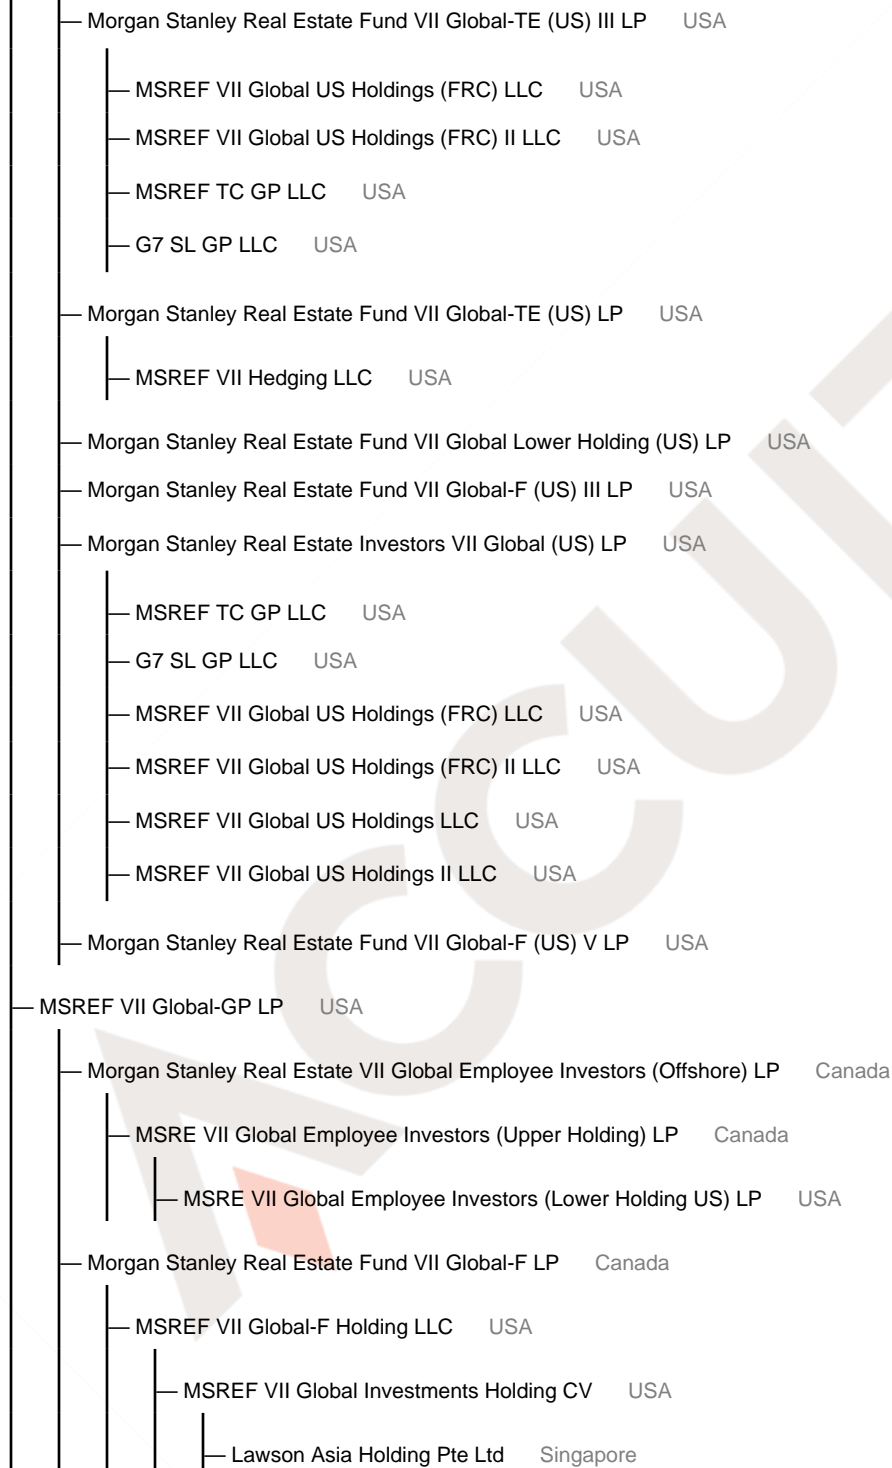 Morgan Stanley Real Estate Fund VII Global-TE (US) III LP USA
MSREF VII Global US Holdings (FRC) LLC USA
MSREF VII Global US Holdings (FRC) II LLC USA
MSREF TC GP LLC USA
G7 SL GP LLC USA
Morgan Stanley Real Estate Fund VII Global-TE (US) LP USA
MSREF VII Hedging LLC USA
Morgan Stanley Real Estate Fund VII Global Lower Holding (US) LP USA
Morgan Stanley Real Estate Fund VII Global-F (US) III LP USA
Morgan Stanley Real Estate Investors VII Global (US) LP USA
MSREF TC GP LLC USA
G7 SL GP LLC USA
MSREF VII Global US Holdings (FRC) LLC USA
MSREF VII Global US Holdings (FRC) II LLC USA
MSREF VII Global US Holdings LLC USA
MSREF VII Global US Holdings II LLC USA
Morgan Stanley Real Estate Fund VII Global-F (US) V LP USA
MSREF VII Global-GP LP USA
Morgan Stanley Real Estate VII Global Employee Investors (Offshore) LP Canada
MSRE VII Global Employee Investors (Upper Holding) LP Canada
MSRE VII Global Employee Investors (Lower Holding US) LP USA
Morgan Stanley Real Estate Fund VII Global-F LP Canada
MSREF VII Global-F Holding LLC USA
MSREF VII Global Investments Holding CV USA
Lawson Asia Holding Pte Ltd Singapore